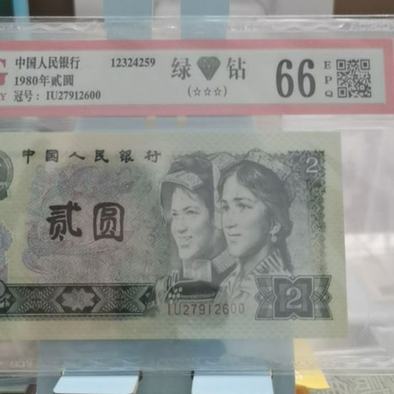 中国人民银行 12324259
1980年贰圆
冠号：IU27912600
绿 钻
(☆☆☆)
66 EPQ
中国人民银行
2
贰圆
2
IU27912600